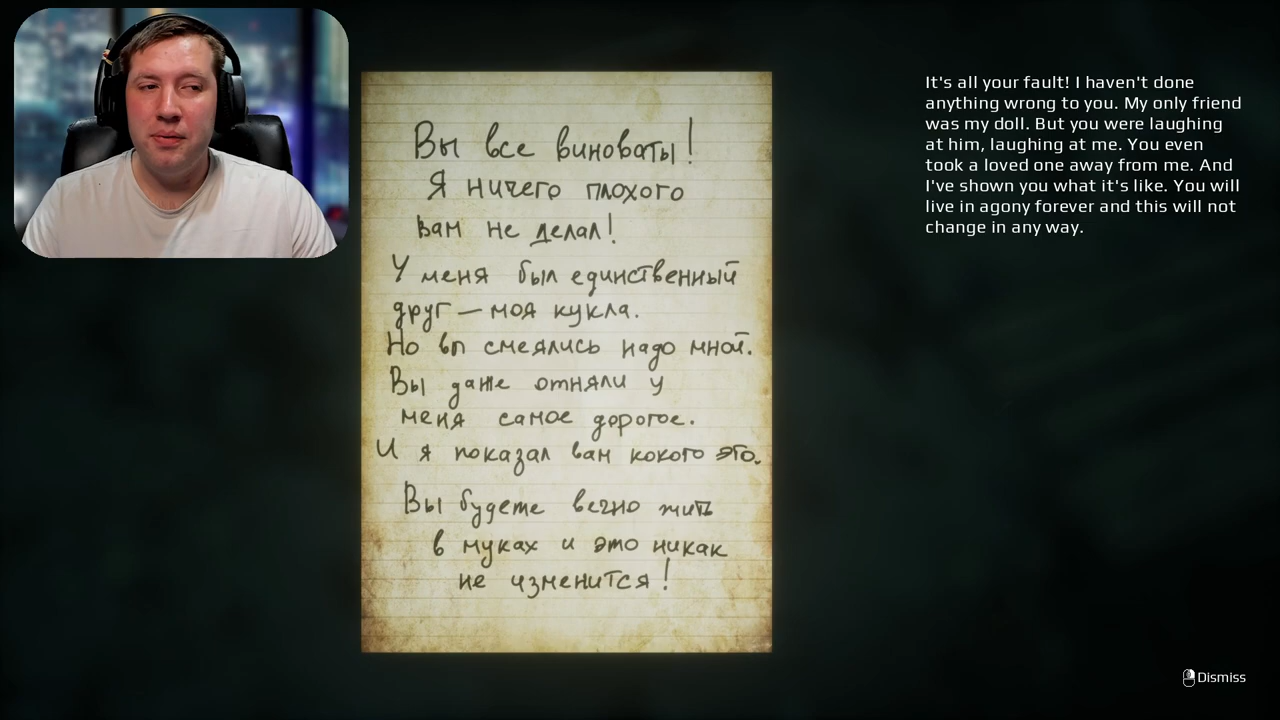 Вы все виноваты!
Я ничего плохого
вам не делал!
У меня был единственный
друг — моя кукла.
Но вы смеялись надо мной.
Вы даже отняли у
меня самое дорогое.
И я показал вам кокого это.
Вы будете вечно жить
в муках и это никак
не изменится!
It's all your fault! I haven't done
anything wrong to you. My only friend
was my doll. But you were laughing
at him, laughing at me. You even
took a loved one away from me. And
I've shown you what it's like. You will
live in agony forever and this will not
change in any way.
Dismiss